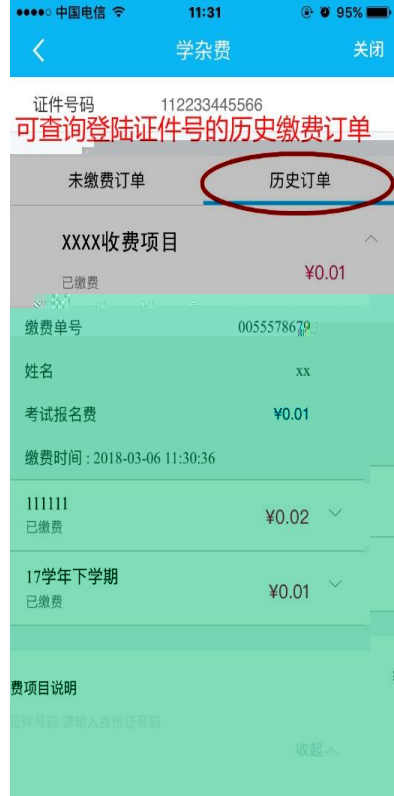 中国电信 11:31 95%
学杂费 关闭
证件号码 112233445566
可查询登陆证件号的历史缴费订单
未缴费订单 历史订单
XXXX收费项目
¥0.01
已缴费
缴费单号 0055578679
姓名 xx
考试报名费 ¥0.01
缴费时间 : 2018-03-06 11:30:36
111111
¥0.02
已缴费
17学年下学期
¥0.01
已缴费
费项目说明
证件号码:请输入身份证号码
收起